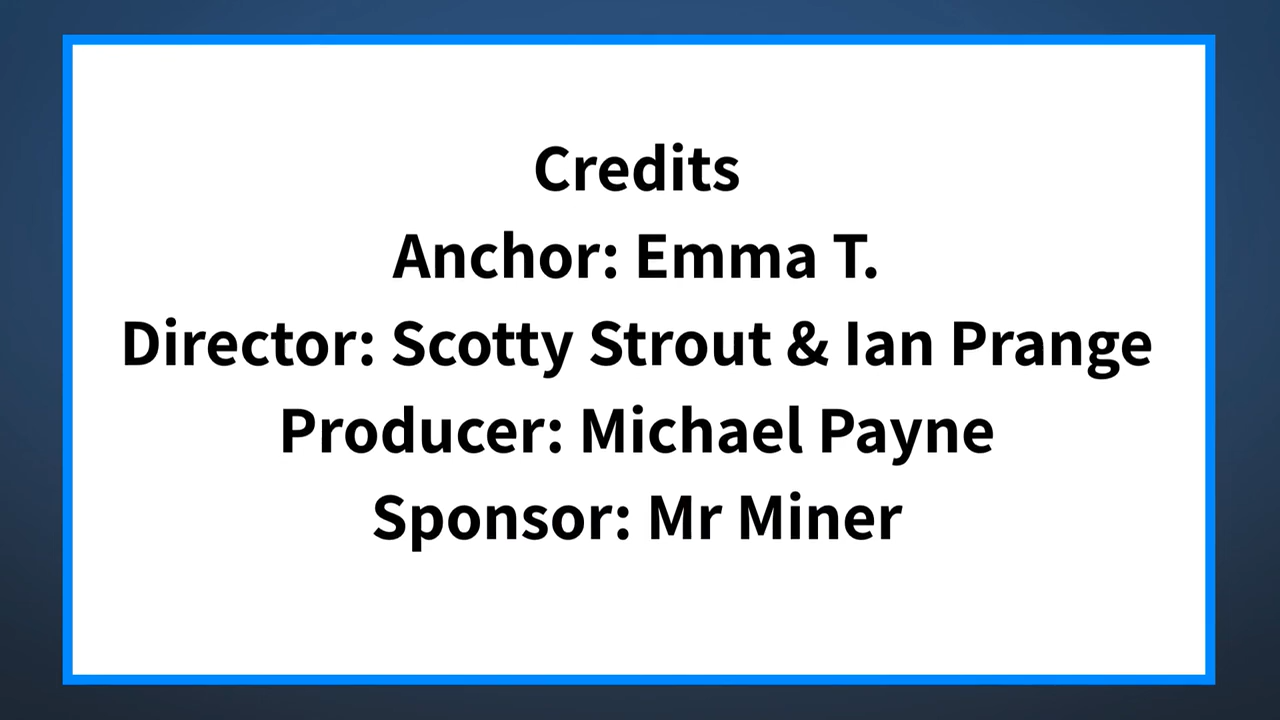 Credits
Anchor: Emma T.
Director: Scotty Strout & Ian Prange
Producer: Michael Payne
Sponsor: Mr Miner